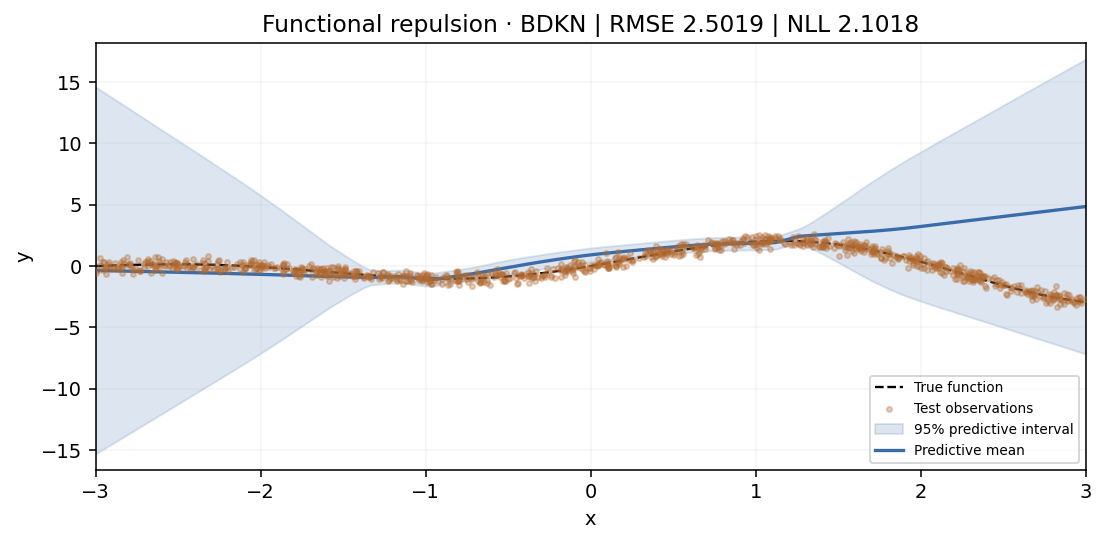 Functional repulsion · BDKN | RMSE 2.5019 | NLL 2.1018
15
10
5
0
−5
−10
−15
y
True function
Test observations
95% predictive interval
Predictive mean
−3 −2 −1 0 1 2 3
x